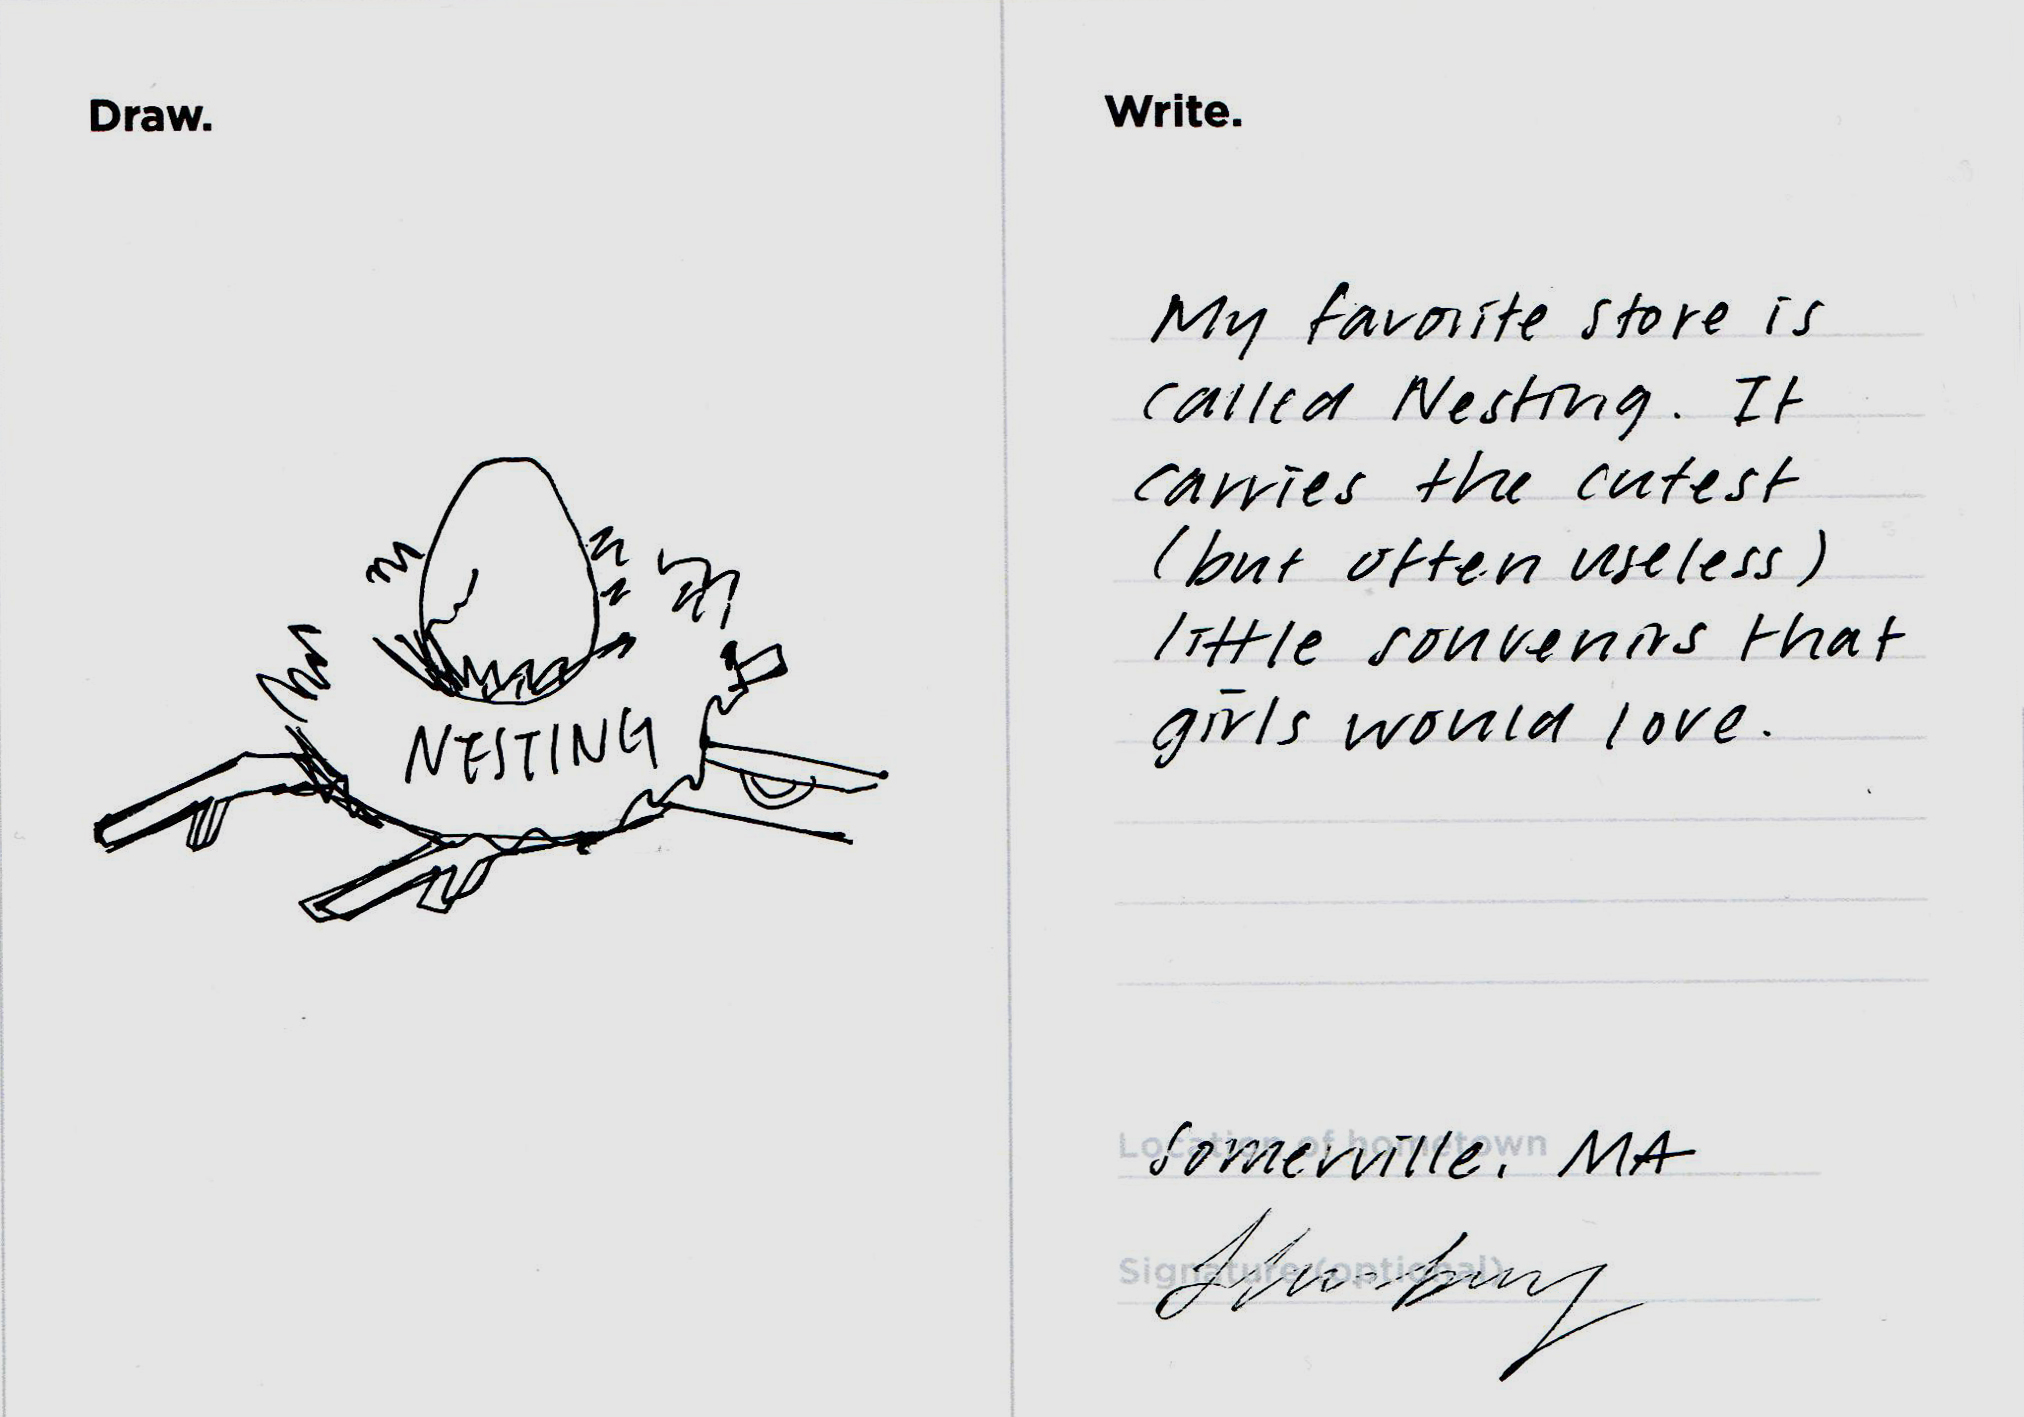 Draw.
NESTING
Write.
My favorite store is
called Nesting. It
carries the cutest
(but often useless)
little souvenirs that
girls would love.
Location of hometown
Somerville, MA
Signature (optional)